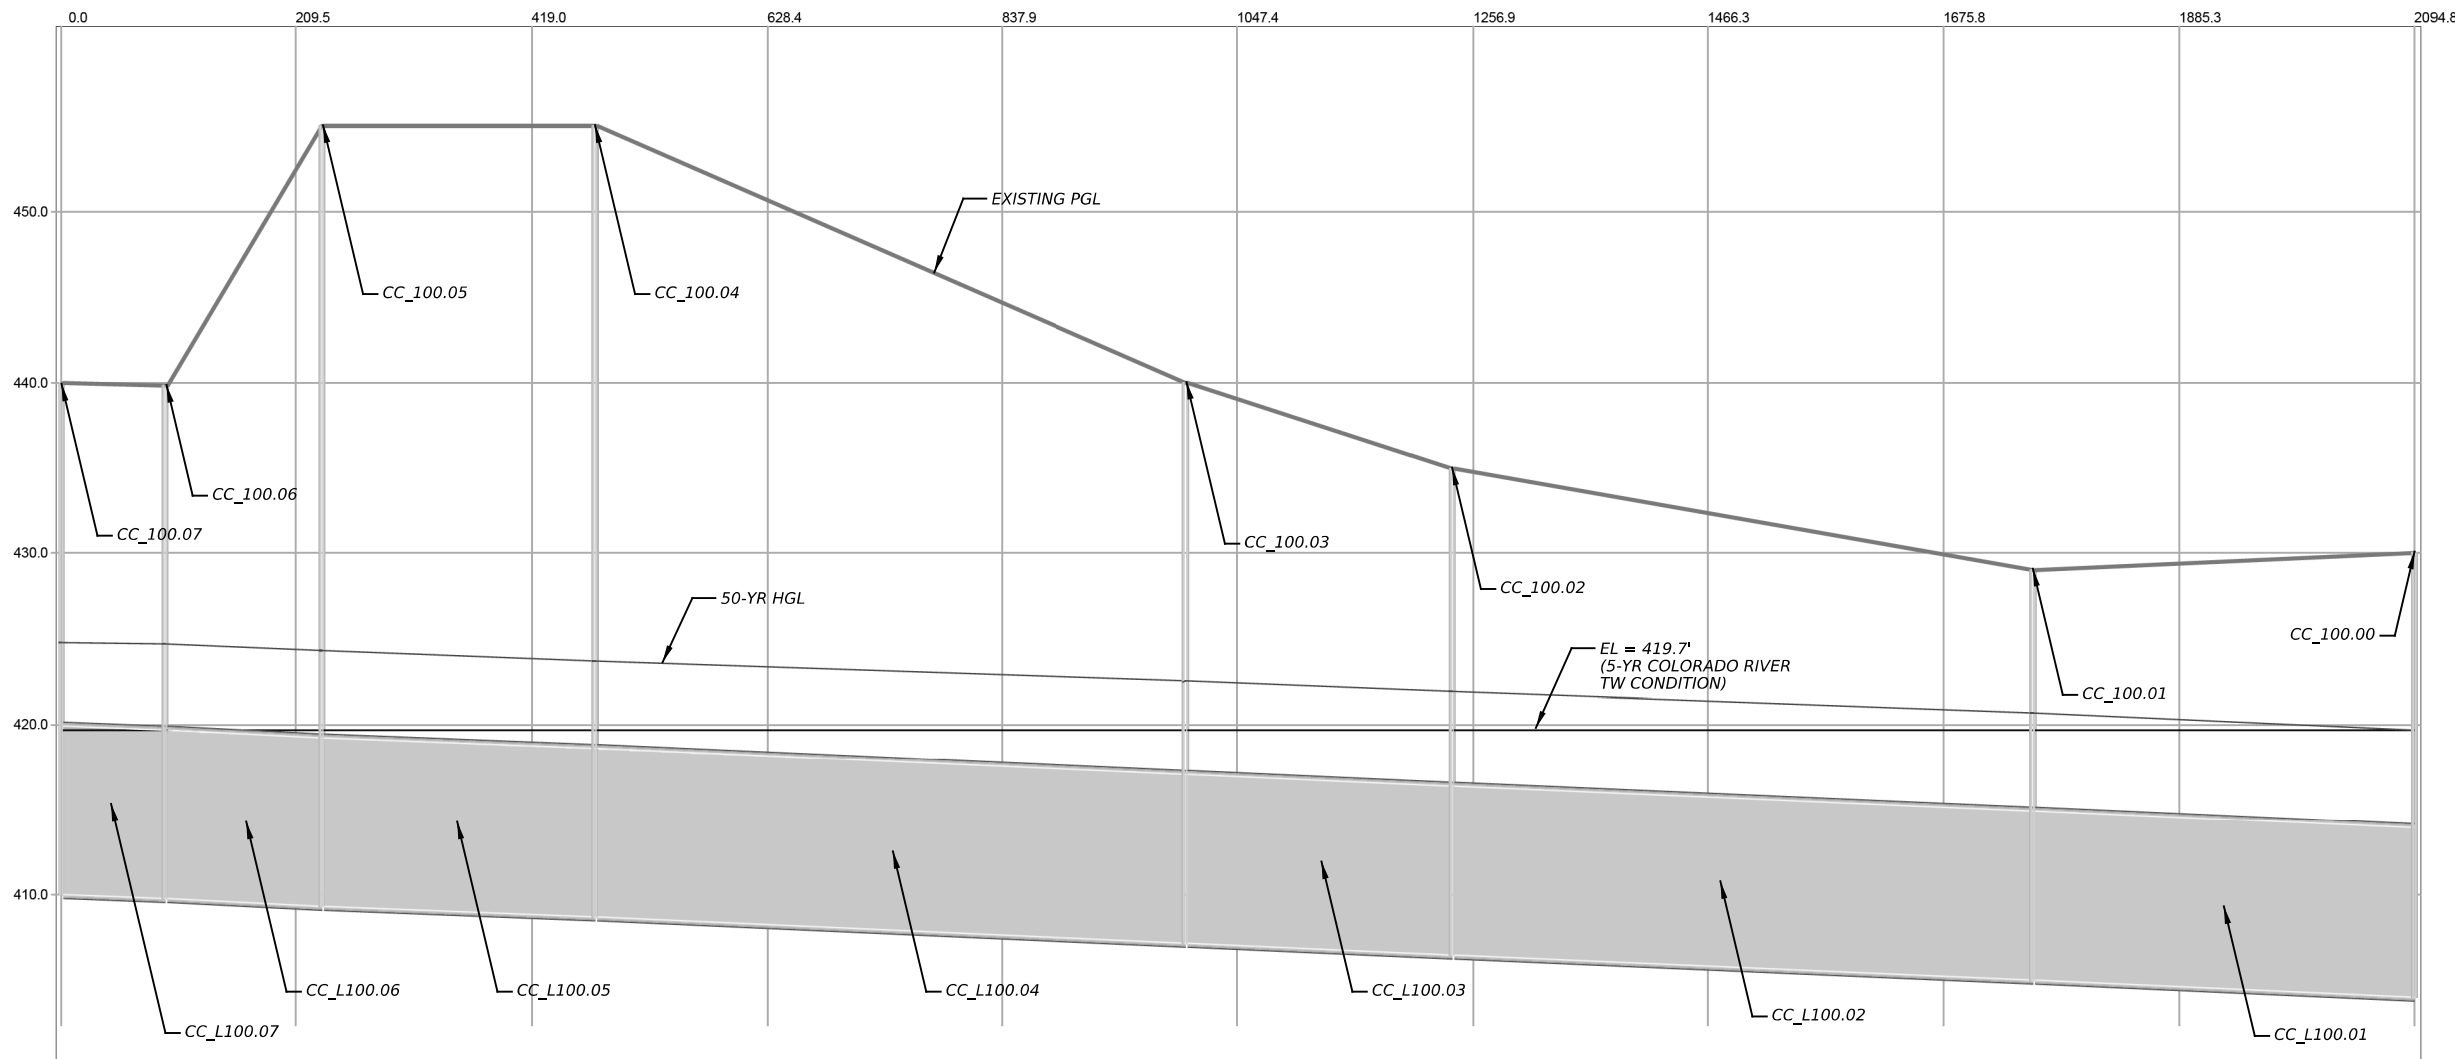 0.0 209.5 419.0 628.4 837.9 1047.4 1256.9 1466.3 1675.8 1885.3 2094.8
450.0
EXISTING PGL
CC_100.05
CC_100.04
440.0
CC_100.06
CC_100.07
CC_100.03
430.0
CC_100.02
50-YR HGL
CC_100.00
EL = 419.7'
(5-YR COLORADO RIVER
TW CONDITION)
CC_100.01
420.0
410.0
CC_L100.06
CC_L100.05
CC_L100.04
CC_L100.03
CC_L100.02
CC_L100.07
CC_L100.01